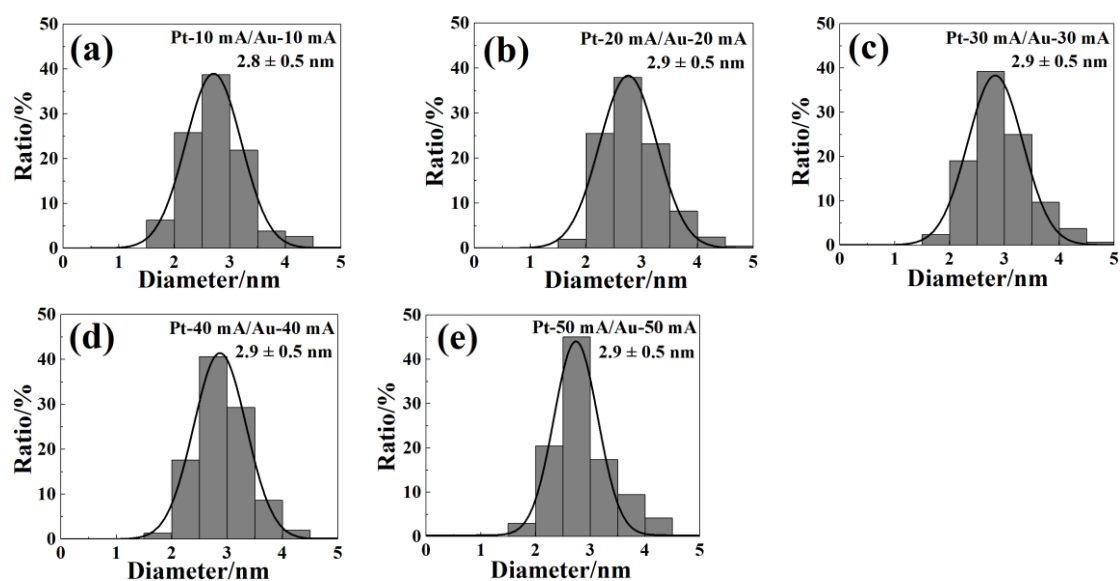 (a)
Pt-10 mA/Au-10 mA
2.8 ± 0.5 nm
Ratio/%
50
40
30
20
10
0
0 1 2 3 4 5
Diameter/nm
(b)
Pt-20 mA/Au-20 mA
2.9 ± 0.5 nm
Ratio/%
50
40
30
20
10
0
0 1 2 3 4 5
Diameter/nm
(c)
Pt-30 mA/Au-30 mA
2.9 ± 0.5 nm
Ratio/%
50
40
30
20
10
0
0 1 2 3 4 5
Diameter/nm
(d)
Pt-40 mA/Au-40 mA
2.9 ± 0.5 nm
Ratio/%
50
40
30
20
10
0
0 1 2 3 4 5
Diameter/nm
(e)
Pt-50 mA/Au-50 mA
2.9 ± 0.5 nm
Ratio/%
50
40
30
20
10
0
0 1 2 3 4 5
Diameter/nm